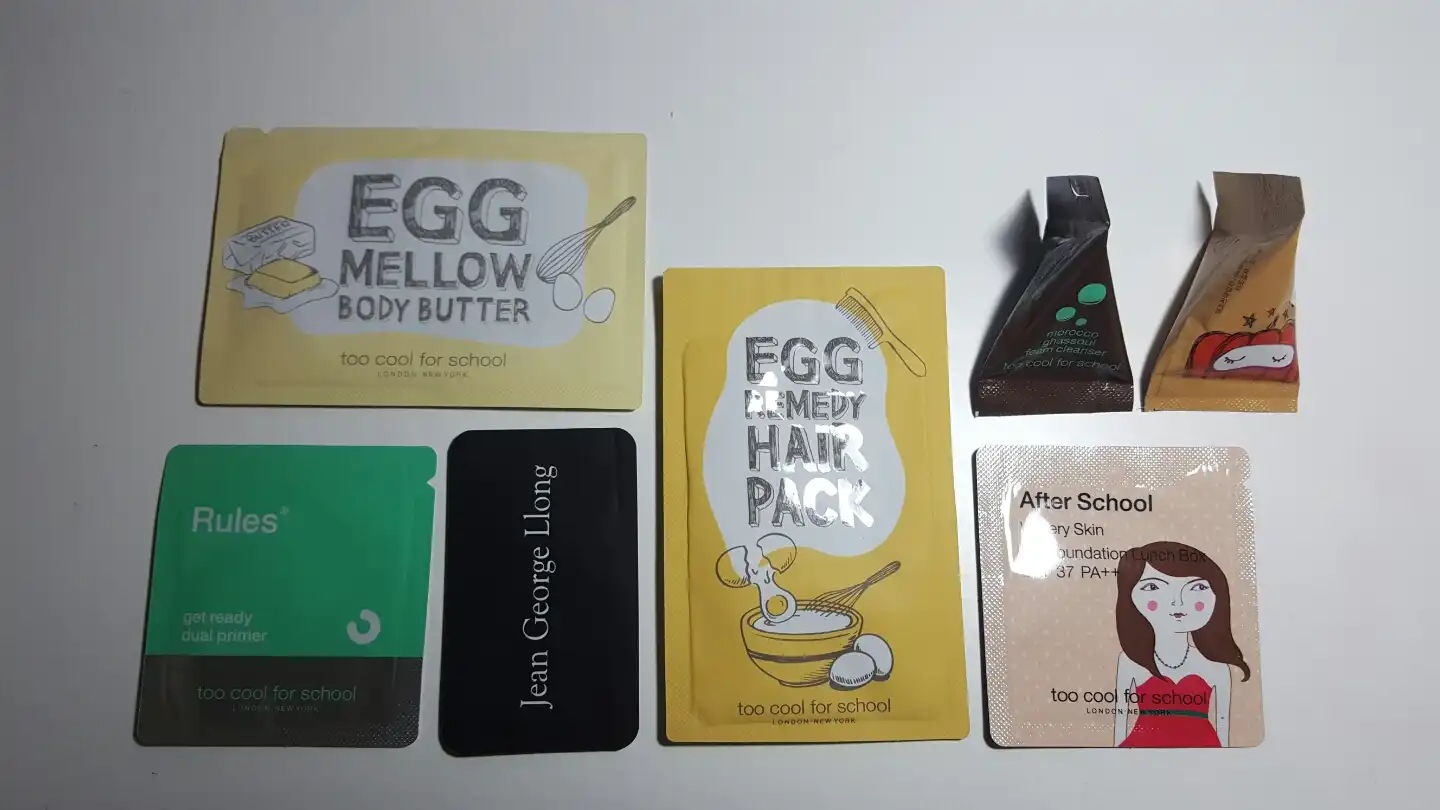 BUTTER
EGG
MELLOW
BODY BUTTER
too cool for school
LONDON NEW YORK
Rules
get ready
dual primer
too cool for school
LONDON NEW YORK
Jean George Llong
EGG
REMEDY
HAIR
PACK
too cool for school
LONDON NEW YORK
morocco
ghassoul
foam cleanser
too cool for school
After School
Skin
Foundation Lunch Box
37 PA++
too cool for school
LONDON NEW YORK